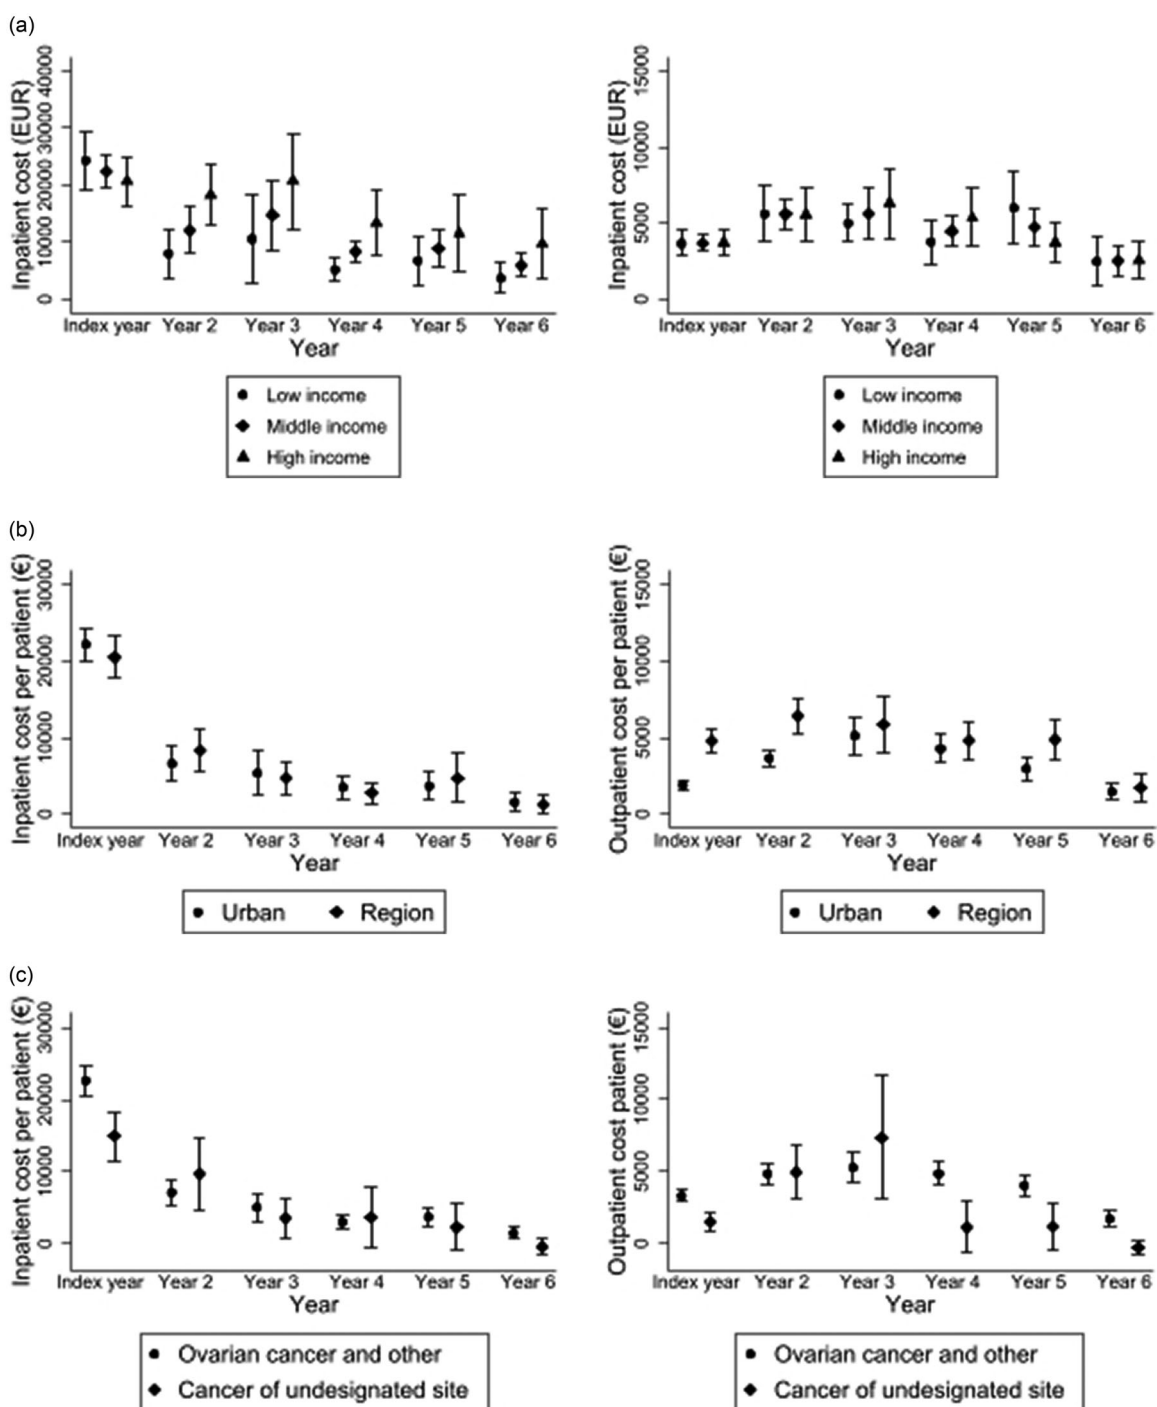 (a)
Inpatient cost (EUR)
0 10000 20000 30000 40000
Index year Year 2 Year 3 Year 4 Year 5 Year 6
Year
Low income
Middle income
High income
Inpatient cost (EUR)
0 5000 10000 15000
Index year Year 2 Year 3 Year 4 Year 5 Year 6
Year
Low income
Middle income
High income
(b)
Inpatient cost per patient (€)
0 10000 20000 30000
Index year Year 2 Year 3 Year 4 Year 5 Year 6
Year
Urban Region
Outpatient cost per patient (€)
0 5000 10000 15000
Index year Year 2 Year 3 Year 4 Year 5 Year 6
Year
Urban Region
(c)
Inpatient cost per patient (€)
0 10000 20000 30000
Index year Year 2 Year 3 Year 4 Year 5 Year 6
Year
Ovarian cancer and other
Cancer of undesignated site
Outpatient cost patient (€)
0 5000 10000 15000
Index year Year 2 Year 3 Year 4 Year 5 Year 6
Year
Ovarian cancer and other
Cancer of undesignated site